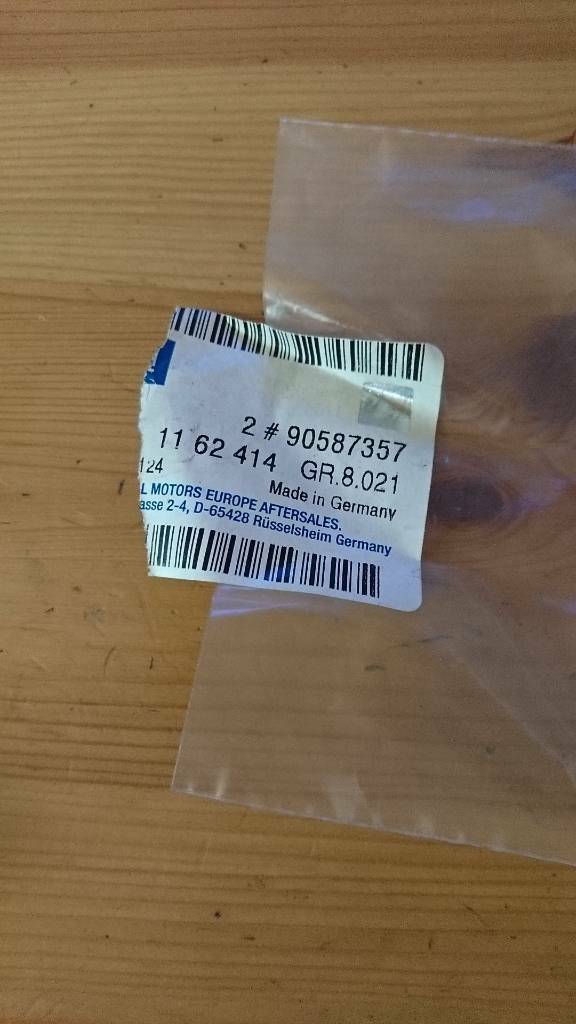 2 # 90587357
11 62 414 GR.8.021
124
Made in Germany
L MOTORS EUROPE AFTERSALES.
asse 2-4, D-65428 Rüsselsheim Germany